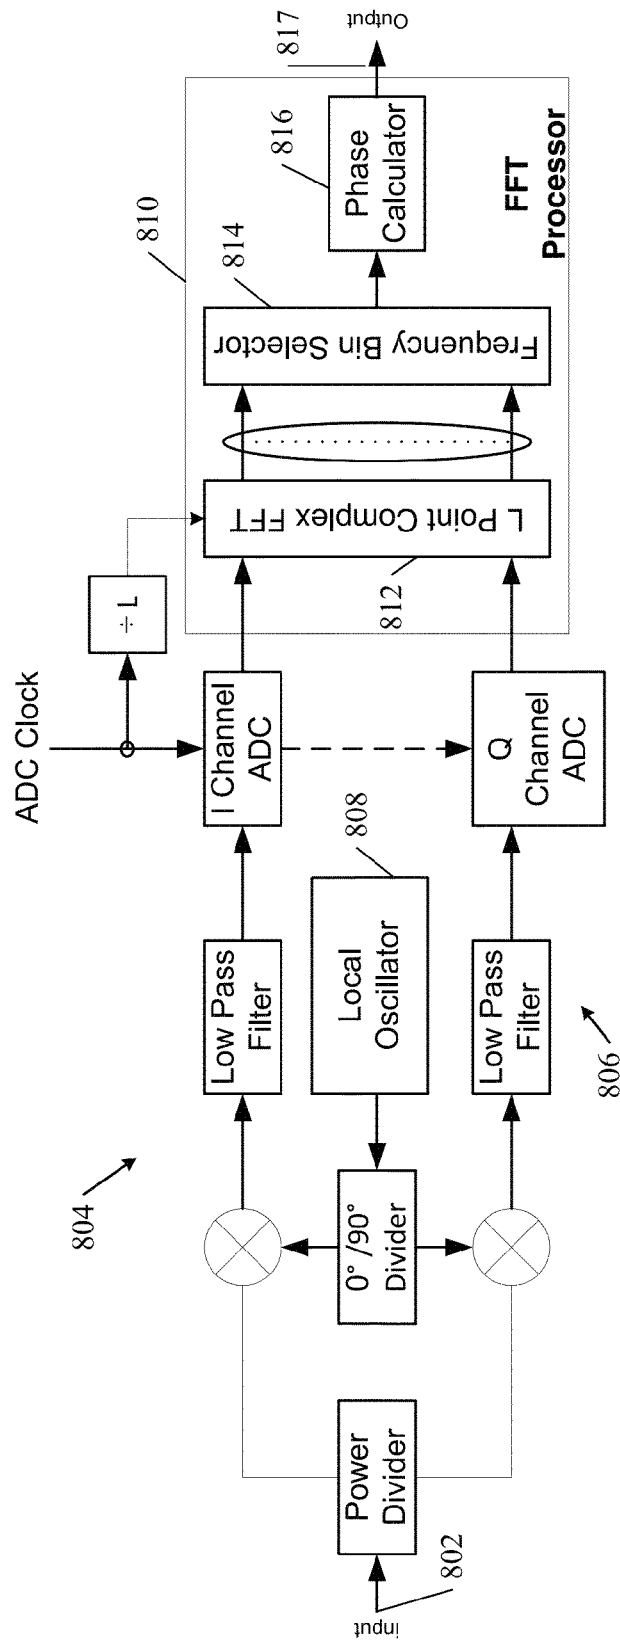 input
802
Power
Divider
804
0° /90°
Divider
Local
Oscillator
808
Low Pass
Filter
Low Pass
Filter
806
ADC Clock
I Channel
ADC
Q
Channel
ADC
÷ L
810
L Point Complex FFT
812
Frequency Bin Selector
814
Phase
Calculator
816
FFT
Processor
817
Output